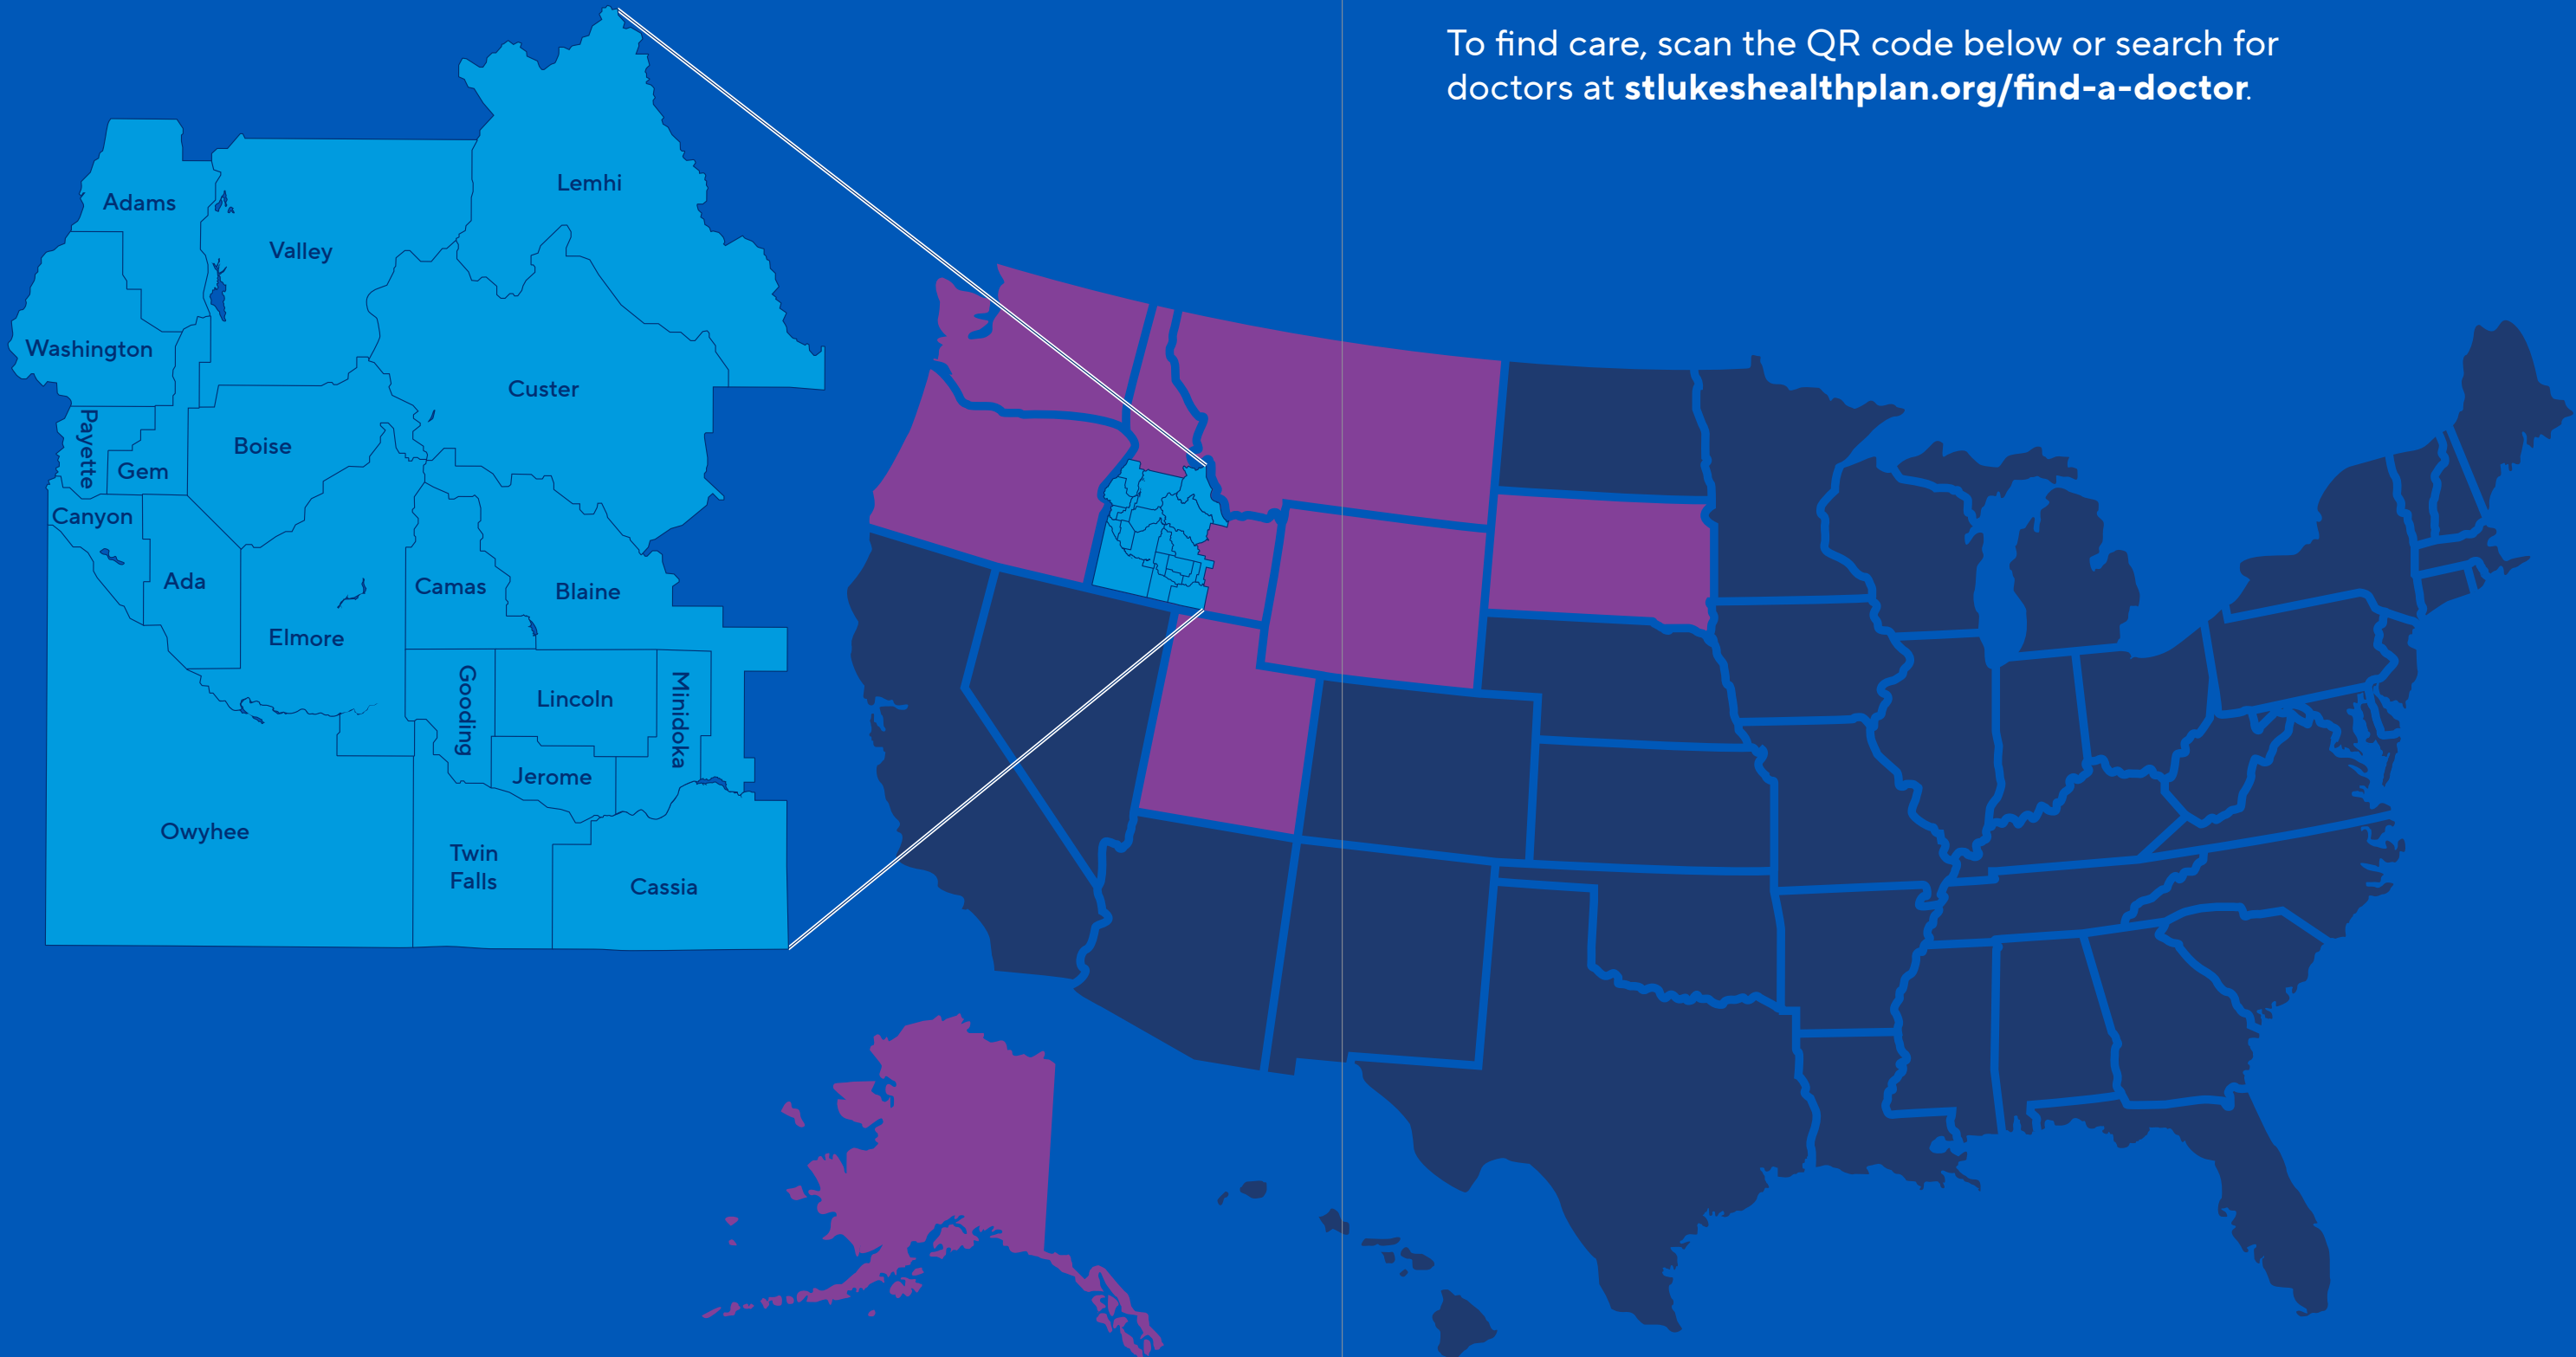 To find care, scan the QR code below or search for
doctors at stlukeshealthplan.org/find-a-doctor.
Lemhi
Adams
Valley
Washington
Custer
Payette
Boise
Gem
Canyon
Ada
Camas
Blaine
Elmore
Gooding
Lincoln
Minidoka
Jerome
Owyhee
Twin
Falls
Cassia